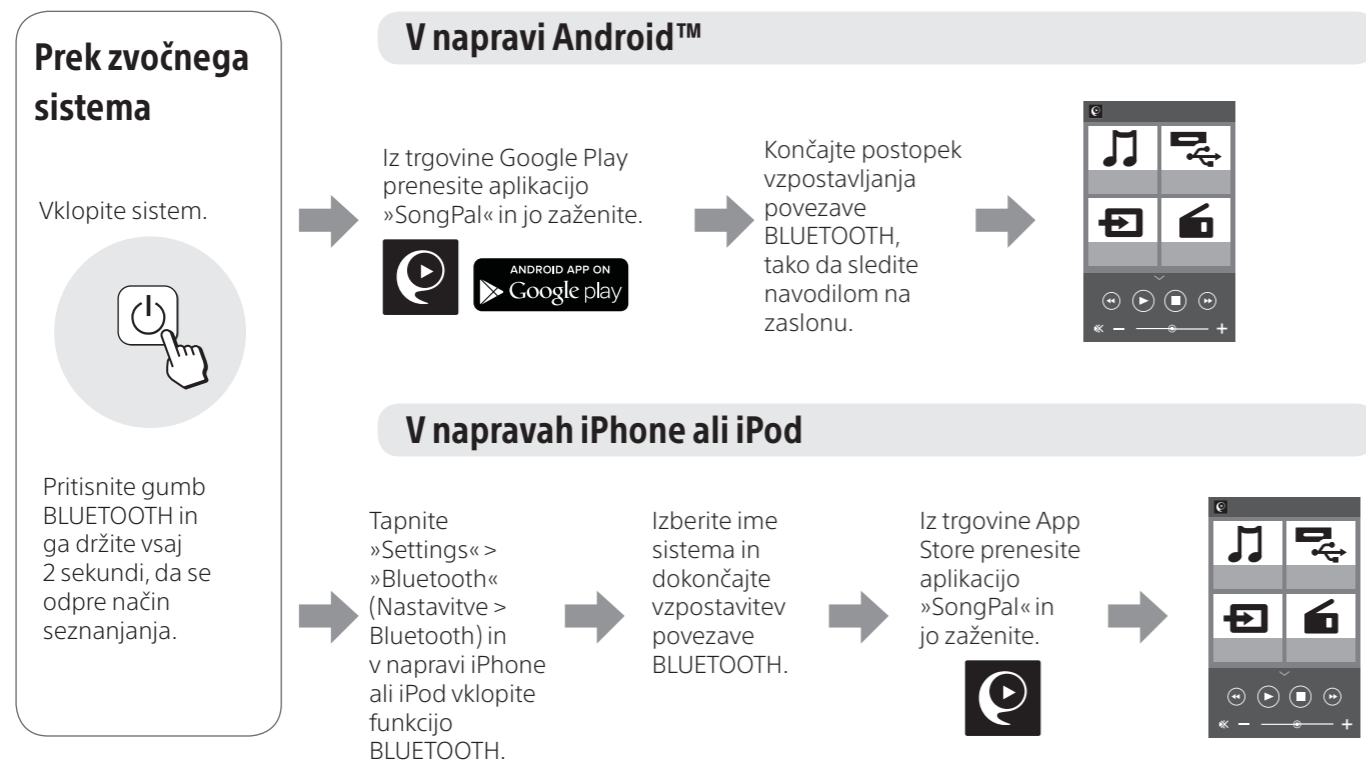 Prek zvočnega
sistema
Vklopite sistem.
Pritisnite gumb
BLUETOOTH in
ga držite vsaj
2 sekundi, da se
odpre način
seznanjanja.
V napravi Android™
Iz trgovine Google Play
prenesite aplikacijo
»SongPal« in jo zaženite.
ANDROID APP ON
Google play
Končajte postopek
vzpostavljanja
povezave
BLUETOOTH,
tako da sledite
navodilom na
zaslonu.
V napravah iPhone ali iPod
Tapnite
»Settings« >
»Bluetooth«
(Nastavitve >
Bluetooth) in
v napravi iPhone
ali iPod vklopite
funkcijo
BLUETOOTH.
Izberite ime
sistema in
dokončajte
vzpostavitev
povezave
BLUETOOTH.
Iz trgovine App
Store prenesite
aplikacijo
»SongPal« in
jo zaženite.